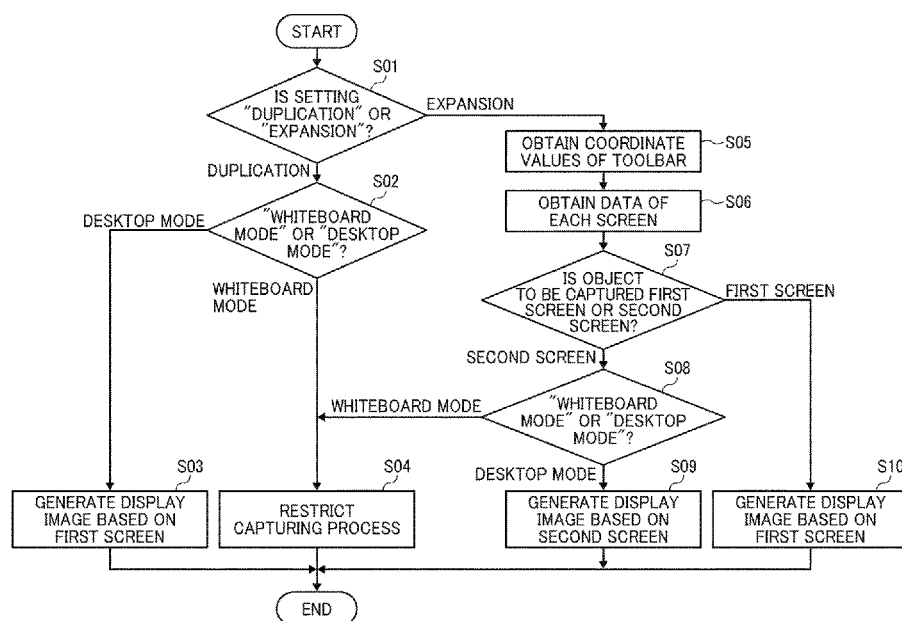 START
S01
IS SETTING
"DUPLICATION" OR
"EXPANSION"?
EXPANSION
DUPLICATION
S05
OBTAIN COORDINATE
VALUES OF TOOLBAR
S02
"WHITEBOARD
MODE" OR "DESKTOP
MODE"?
DESKTOP MODE
WHITEBOARD
MODE
S06
OBTAIN DATA OF
EACH SCREEN
S07
IS OBJECT
TO BE CAPTURED FIRST
SCREEN OR SECOND
SCREEN?
FIRST SCREEN
SECOND SCREEN
S08
"WHITEBOARD
MODE" OR "DESKTOP
MODE"?
WHITEBOARD MODE
DESKTOP MODE
S03
GENERATE DISPLAY
IMAGE BASED ON
FIRST SCREEN
S04
RESTRICT
CAPTURING PROCESS
S09
GENERATE DISPLAY
IMAGE BASED ON
SECOND SCREEN
S10
GENERATE DISPLAY
IMAGE BASED ON
FIRST SCREEN
END